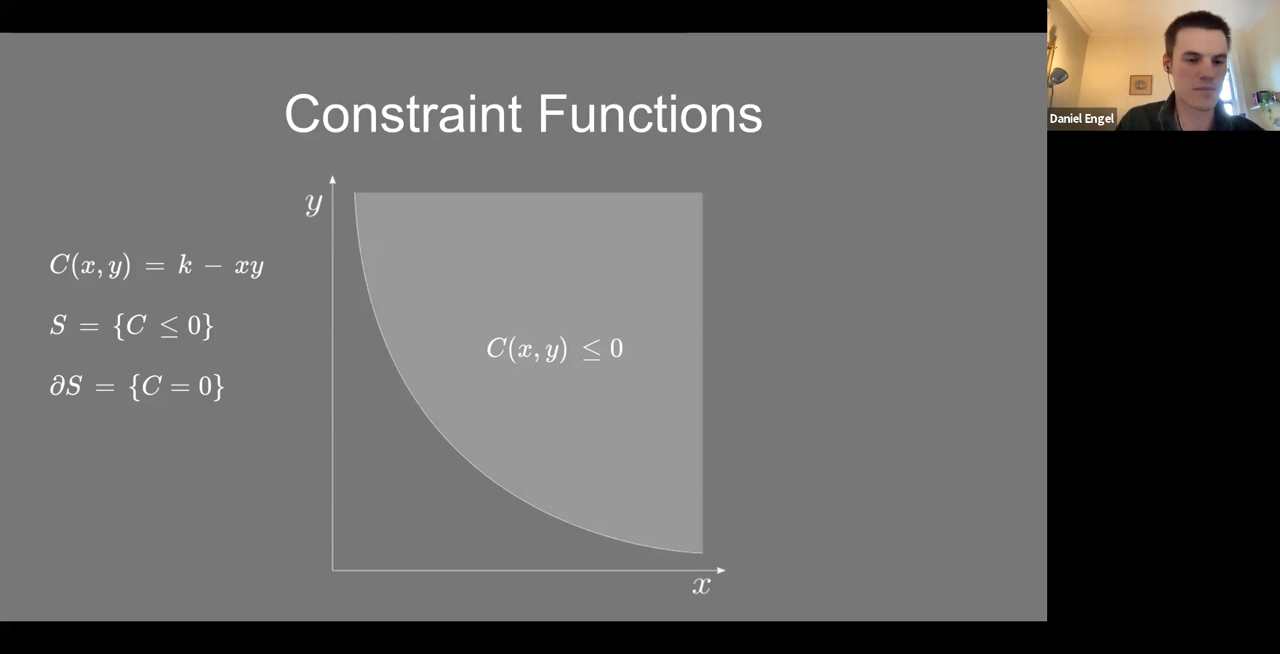 Constraint Functions
y
C(x, y) = k − xy
S = {C ≤ 0}
C(x, y) ≤ 0
∂S = {C = 0}
x
Daniel Engel